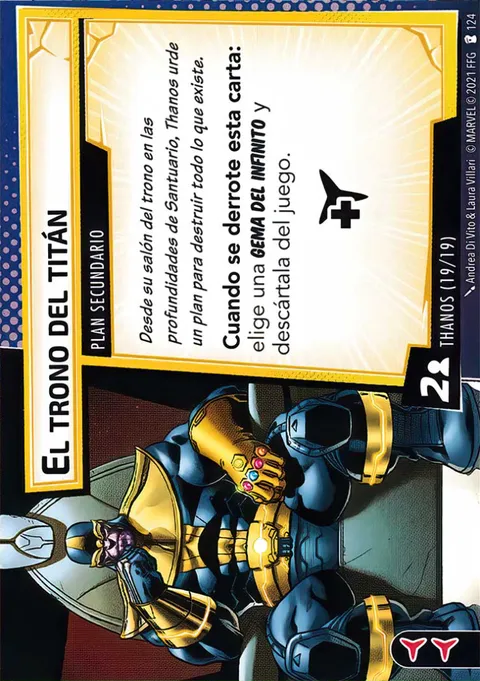 EL TRONO DEL TITÁN
PLAN SECUNDARIO
Desde su salón del trono en las
profundidades de Santuario, Thanos urde
un plan para destruir todo lo que existe.
Cuando se derrote esta carta:
elige una GEMA DEL INFINITO y
descártala del juego.
2
THANOS (19/19)
Andrea Di Vito & Laura Villari © MARVEL © 2021 FFG 124